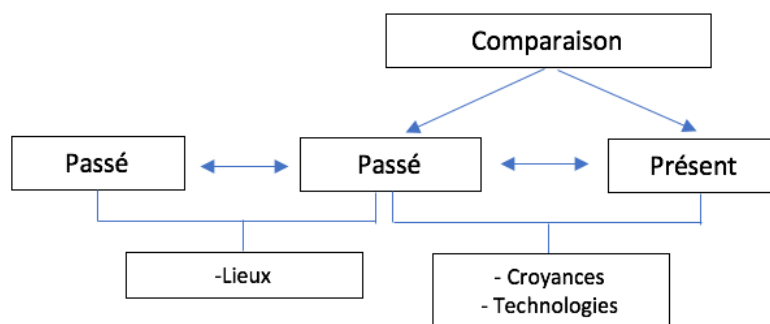 Comparaison
Passé
Passé
Présent
-Lieux
- Croyances
- Technologies